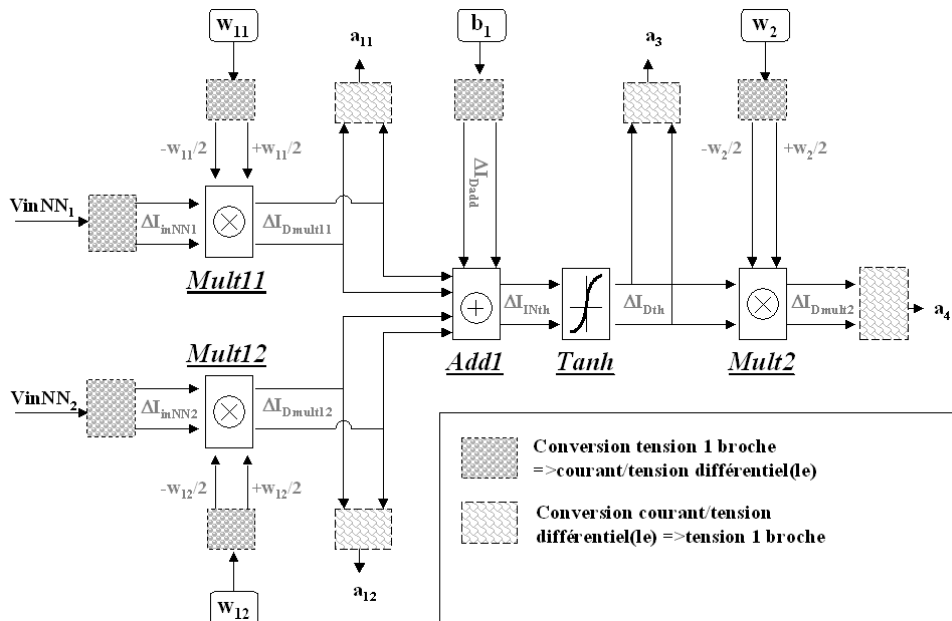 w11
b1
w2
a11
a3
-w11/2
+w11/2
ΔIDadd
-w2/2
+w2/2
VinNN1
ΔIinNN1
ΔIDmult11
Mult11
ΔIINth
ΔIDth
ΔIDmult2
a4
Mult12
Add1
Tanh
Mult2
VinNN2
ΔIinNN2
ΔIDmult12
-w12/2
+w12/2
a12
w12
Conversion tension 1 broche
=>courant/tension différentiel(le)
Conversion courant/tension
différentiel(le) =>tension 1 broche